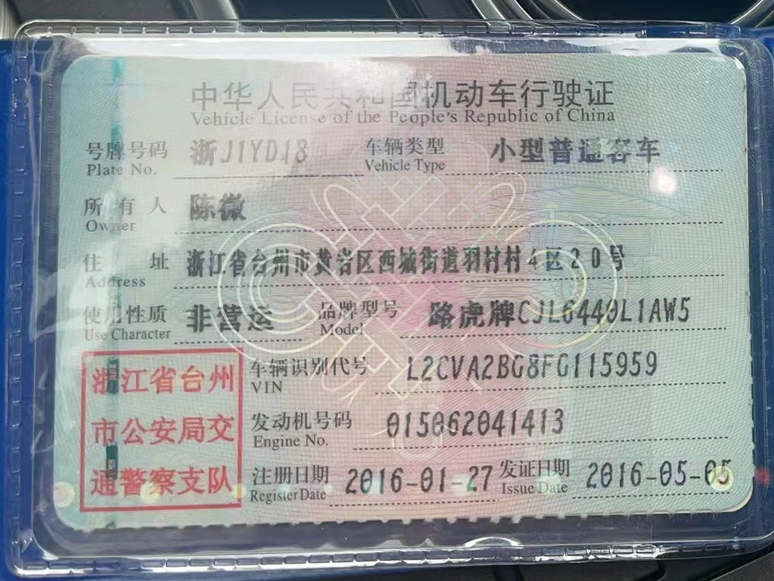 中华人民共和国机动车行驶证
Vehicle License of the People's Republic of China
号牌号码 浙J1YD18 车辆类型 小型普通客车
Plate No. Vehicle Type
所有人 陈微
Owner
住址 浙江省台州市黄岩区西城街道羽村村4区20号
Address
使用性质 非营运 品牌型号 路虎牌CJL6440L1AW5
Use Character Model
浙江省台州
市公安局交
通警察支队
车辆识别代号 L2CVA2BG8FG115959
VIN
发动机号码 015062041413
Engine No.
注册日期 2016-01-27 发证日期 2016-05-05
Register Date Issue Date